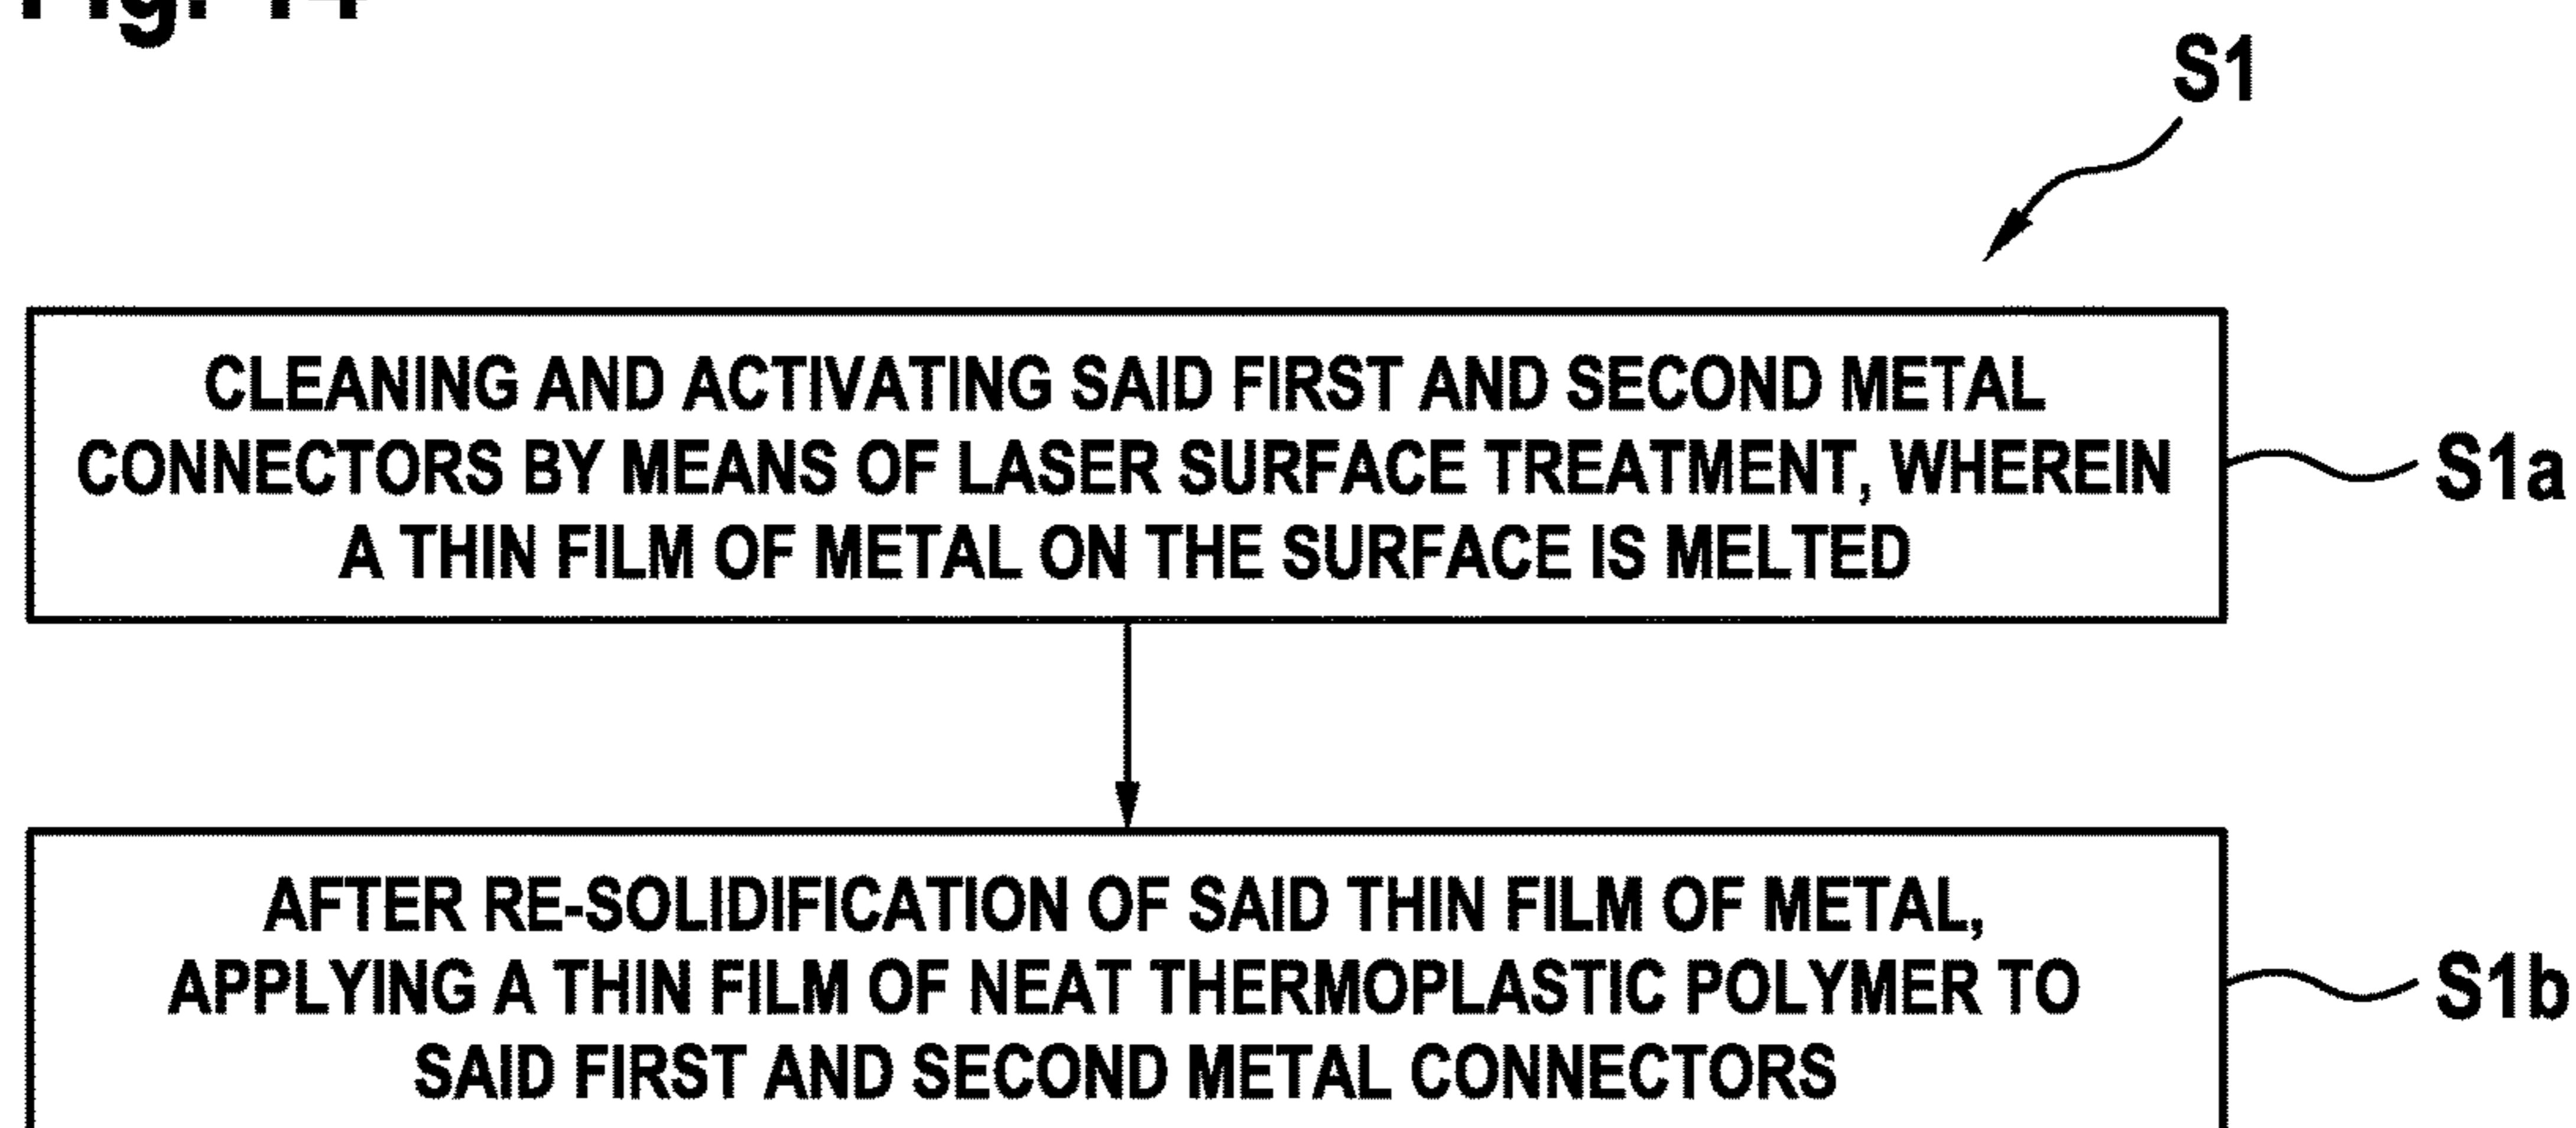 S1
CLEANING AND ACTIVATING SAID FIRST AND SECOND METAL
CONNECTORS BY MEANS OF LASER SURFACE TREATMENT, WHEREIN
A THIN FILM OF METAL ON THE SURFACE IS MELTED
S1a
AFTER RE-SOLIDIFICATION OF SAID THIN FILM OF METAL,
APPLYING A THIN FILM OF NEAT THERMOPLASTIC POLYMER TO
SAID FIRST AND SECOND METAL CONNECTORS
S1b